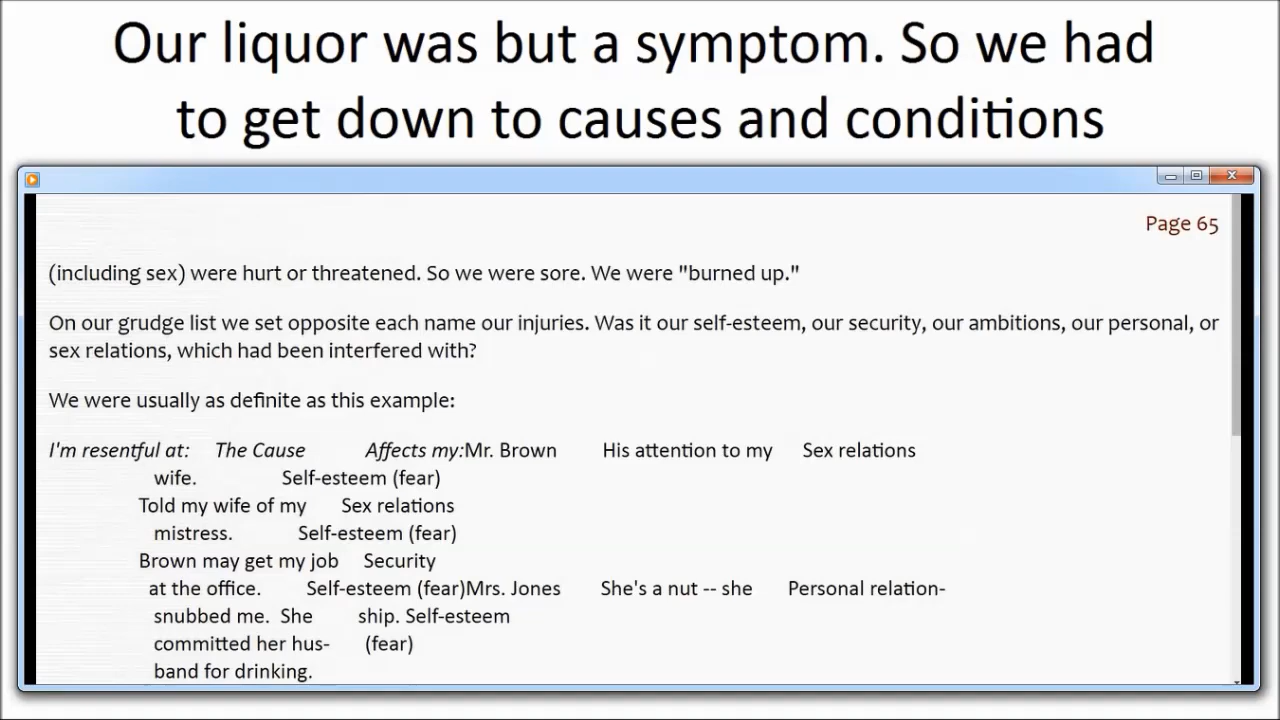 Our liquor was but a symptom. So we had
to get down to causes and conditions
Page 65
(including sex) were hurt or threatened. So we were sore. We were "burned up."
On our grudge list we set opposite each name our injuries. Was it our self-esteem, our security, our ambitions, our personal, or
sex relations, which had been interfered with?
We were usually as definite as this example:
I'm resentful at: The Cause Affects my:Mr. Brown His attention to my Sex relations
wife. Self-esteem (fear)
Told my wife of my Sex relations
mistress. Self-esteem (fear)
Brown may get my job Security
at the office. Self-esteem (fear)Mrs. Jones She's a nut -- she Personal relation-
snubbed me. She ship. Self-esteem
committed her hus- (fear)
band for drinking.